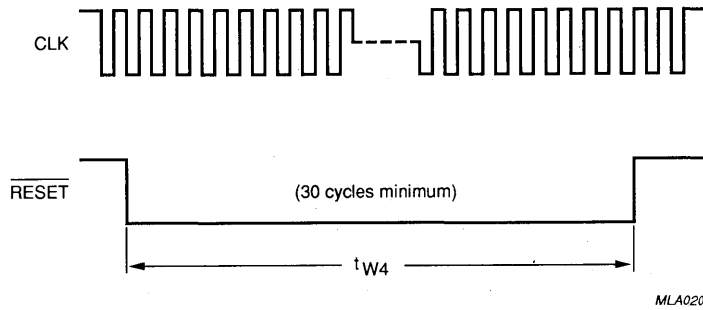 CLK
RESET
(30 cycles minimum)
tW4
MLA020